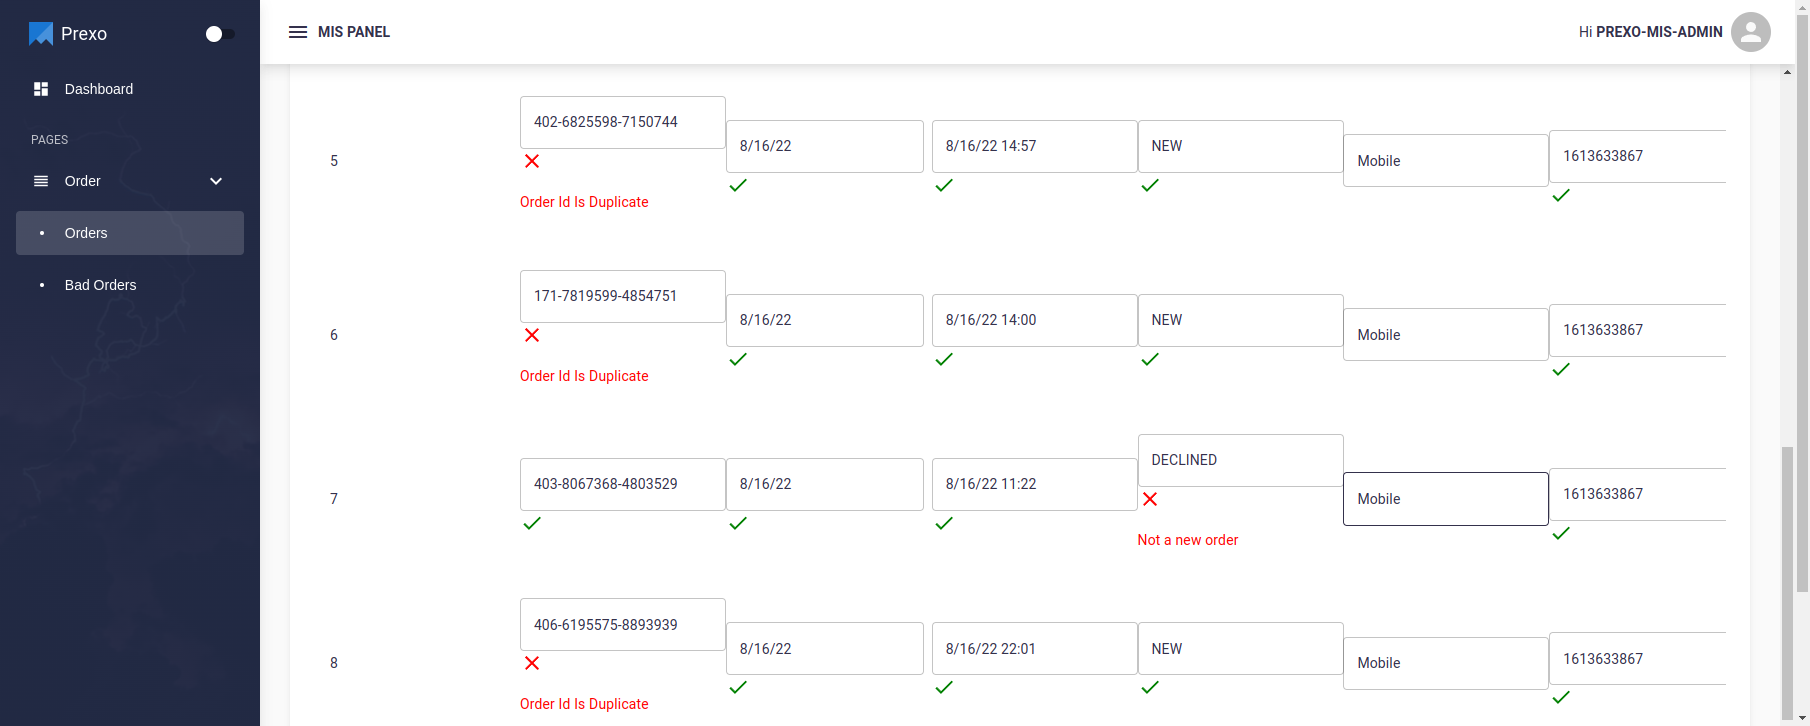 Prexo
MIS PANEL
Hi PREXO-MIS-ADMIN
Dashboard
PAGES
Order
Orders
Bad Orders
5
402-6825598-7150744
Order Id Is Duplicate
8/16/22
8/16/22 14:57
NEW
Mobile
1613633867
6
171-7819599-4854751
Order Id Is Duplicate
8/16/22
8/16/22 14:00
NEW
Mobile
1613633867
7
403-8067368-4803529
8/16/22
8/16/22 11:22
DECLINED
Not a new order
Mobile
1613633867
8
406-6195575-8893939
Order Id Is Duplicate
8/16/22
8/16/22 22:01
NEW
Mobile
1613633867